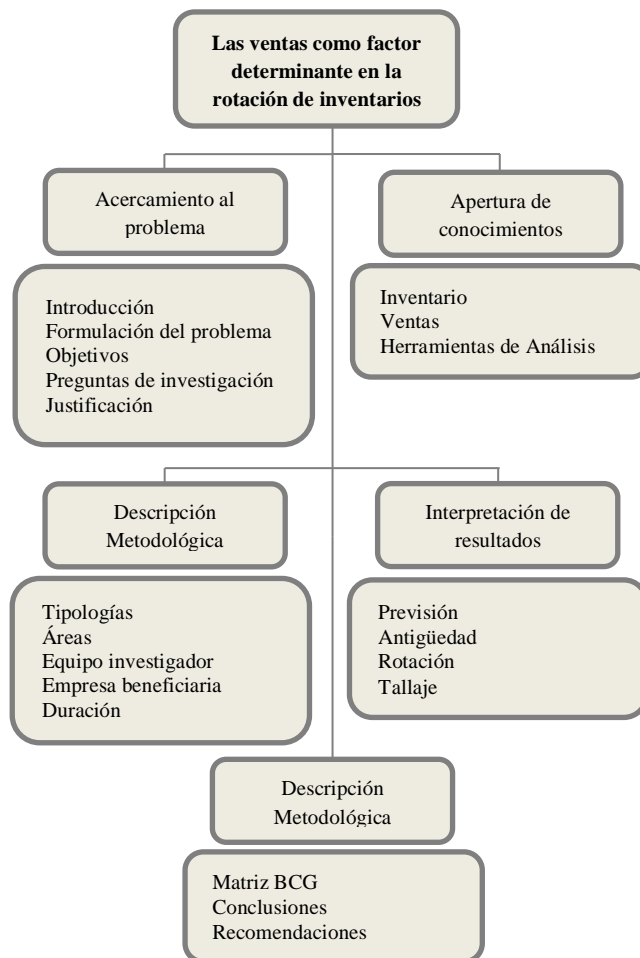 Las ventas como factor
determinante en la
rotación de inventarios
Acercamiento al
problema
Apertura de
conocimientos
Introducción
Formulación del problema
Objetivos
Preguntas de investigación
Justificación
Inventario
Ventas
Herramientas de Análisis
Descripción
Metodológica
Interpretación de
resultados
Tipologías
Áreas
Equipo investigador
Empresa beneficiaria
Duración
Previsión
Antigüedad
Rotación
Tallaje
Descripción
Metodológica
Matriz BCG
Conclusiones
Recomendaciones